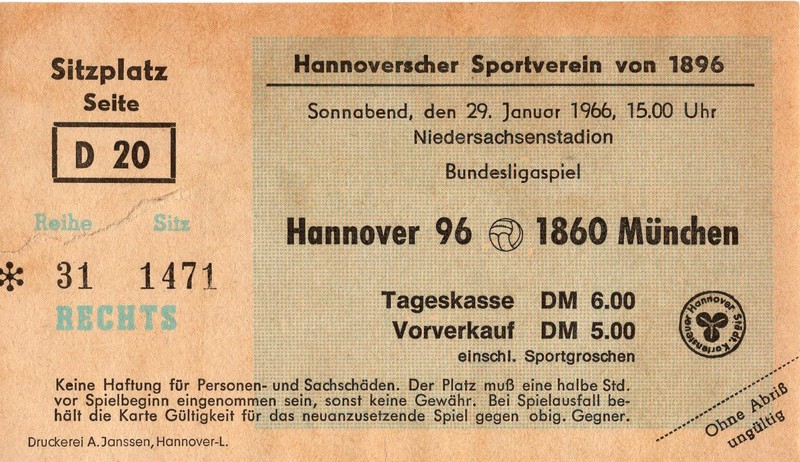 Sitzplatz
Seite
D 20
Reihe Sitz
* 31 1471
RECHTS
Hannoverscher Sportverein von 1896
Sonnabend, den 29. Januar 1966, 15.00 Uhr
Niedersachsenstadion
Bundesligaspiel
Hannover 96 1860 München
Tageskasse DM 6.00
Vorverkauf DM 5.00
einschl. Sportgroschen
Hannover Städt. Kartensteuer
Keine Haftung für Personen- und Sachschäden. Der Platz muß eine halbe Std.
vor Spielbeginn eingenommen sein, sonst keine Gewähr. Bei Spielausfall be-
hält die Karte Gültigkeit für das neuanzusetzende Spiel gegen obig. Gegner.
Ohne Abriß
ungültig
Druckerei A. Janssen, Hannover-L.